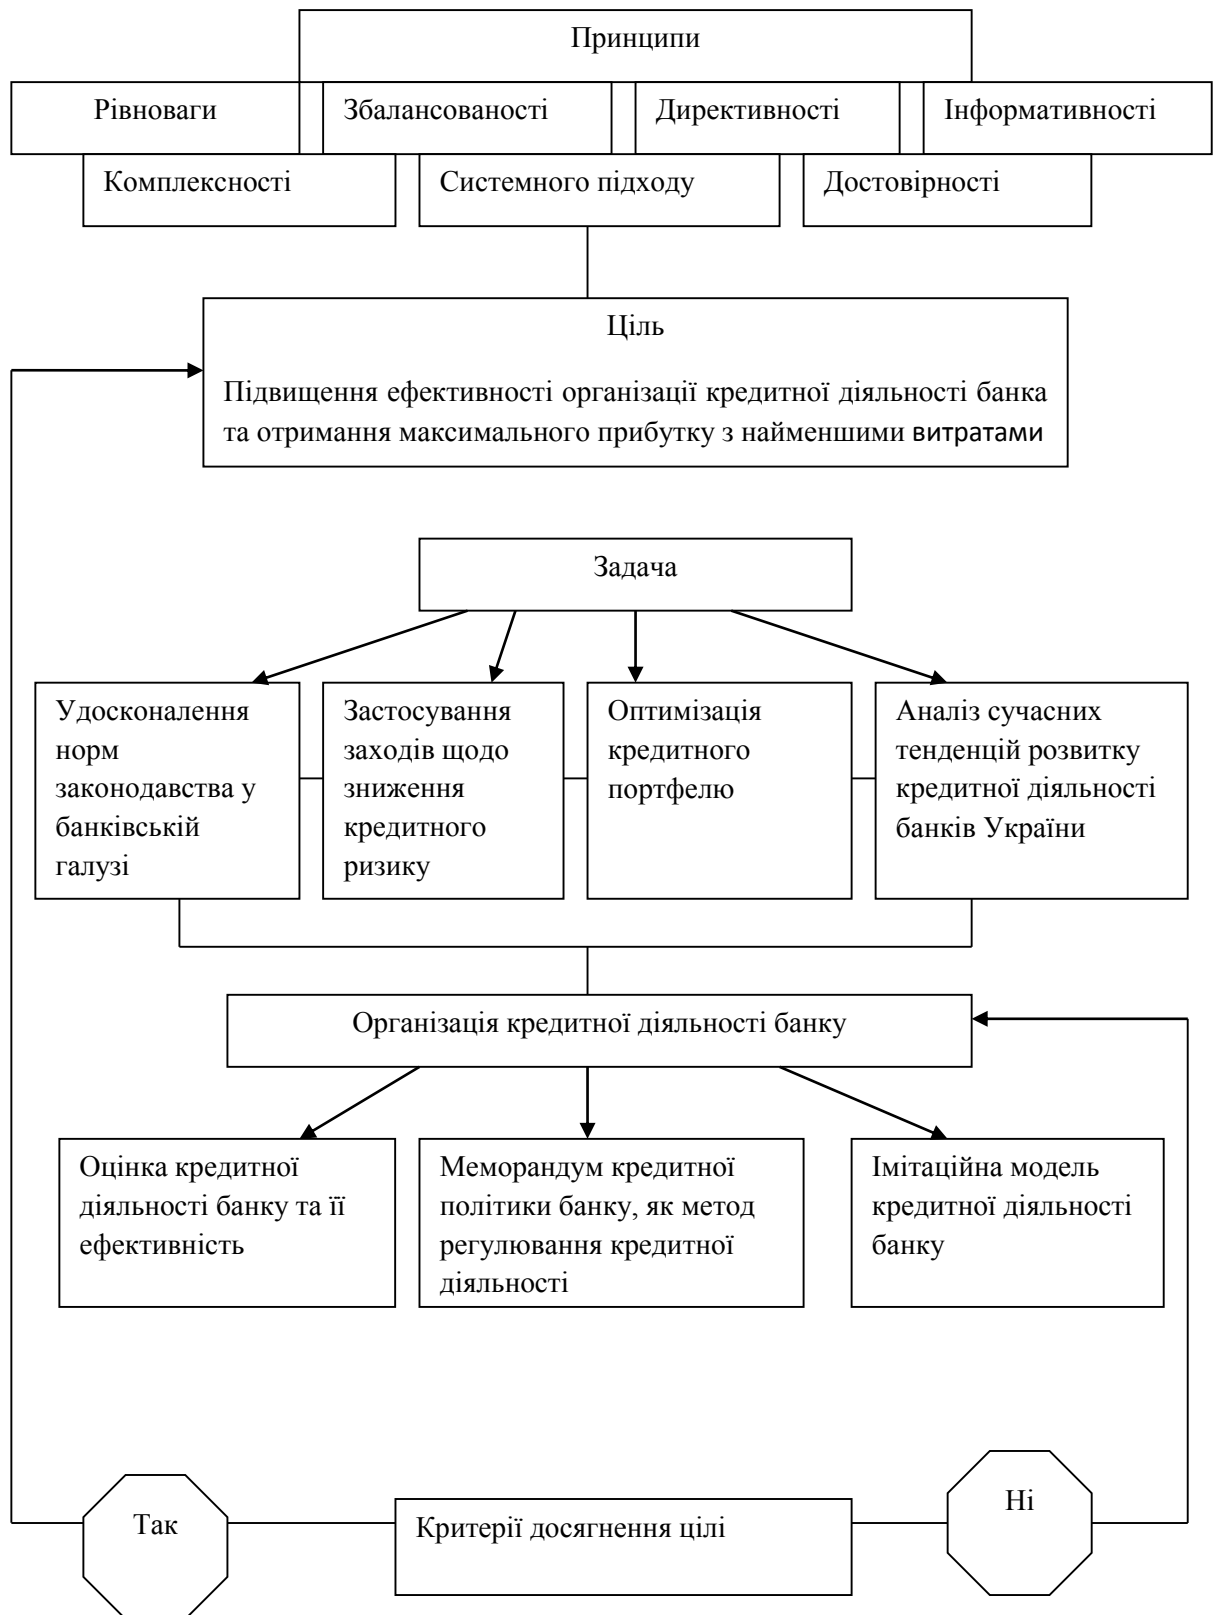 Принципи
Рівноваги
Збалансованості
Директивності
Інформативності
Комплексності
Системного підходу
Достовірності
Ціль
Підвищення ефективності організації кредитної діяльності банка
та отримання максимального прибутку з найменшими витратами
Задача
Удосконалення
норм
законодавства у
банківській
галузі
Застосування
заходів щодо
зниження
кредитного
ризику
Оптимізація
кредитного
портфелю
Аналіз сучасних
тенденцій розвитку
кредитної діяльності
банків України
Організація кредитної діяльності банку
Оцінка кредитної
діяльності банку та її
ефективність
Меморандум кредитної
політики банку, як метод
регулювання кредитної
діяльності
Імітаційна модель
кредитної діяльності
банку
Так
Критерії досягнення цілі
Ні